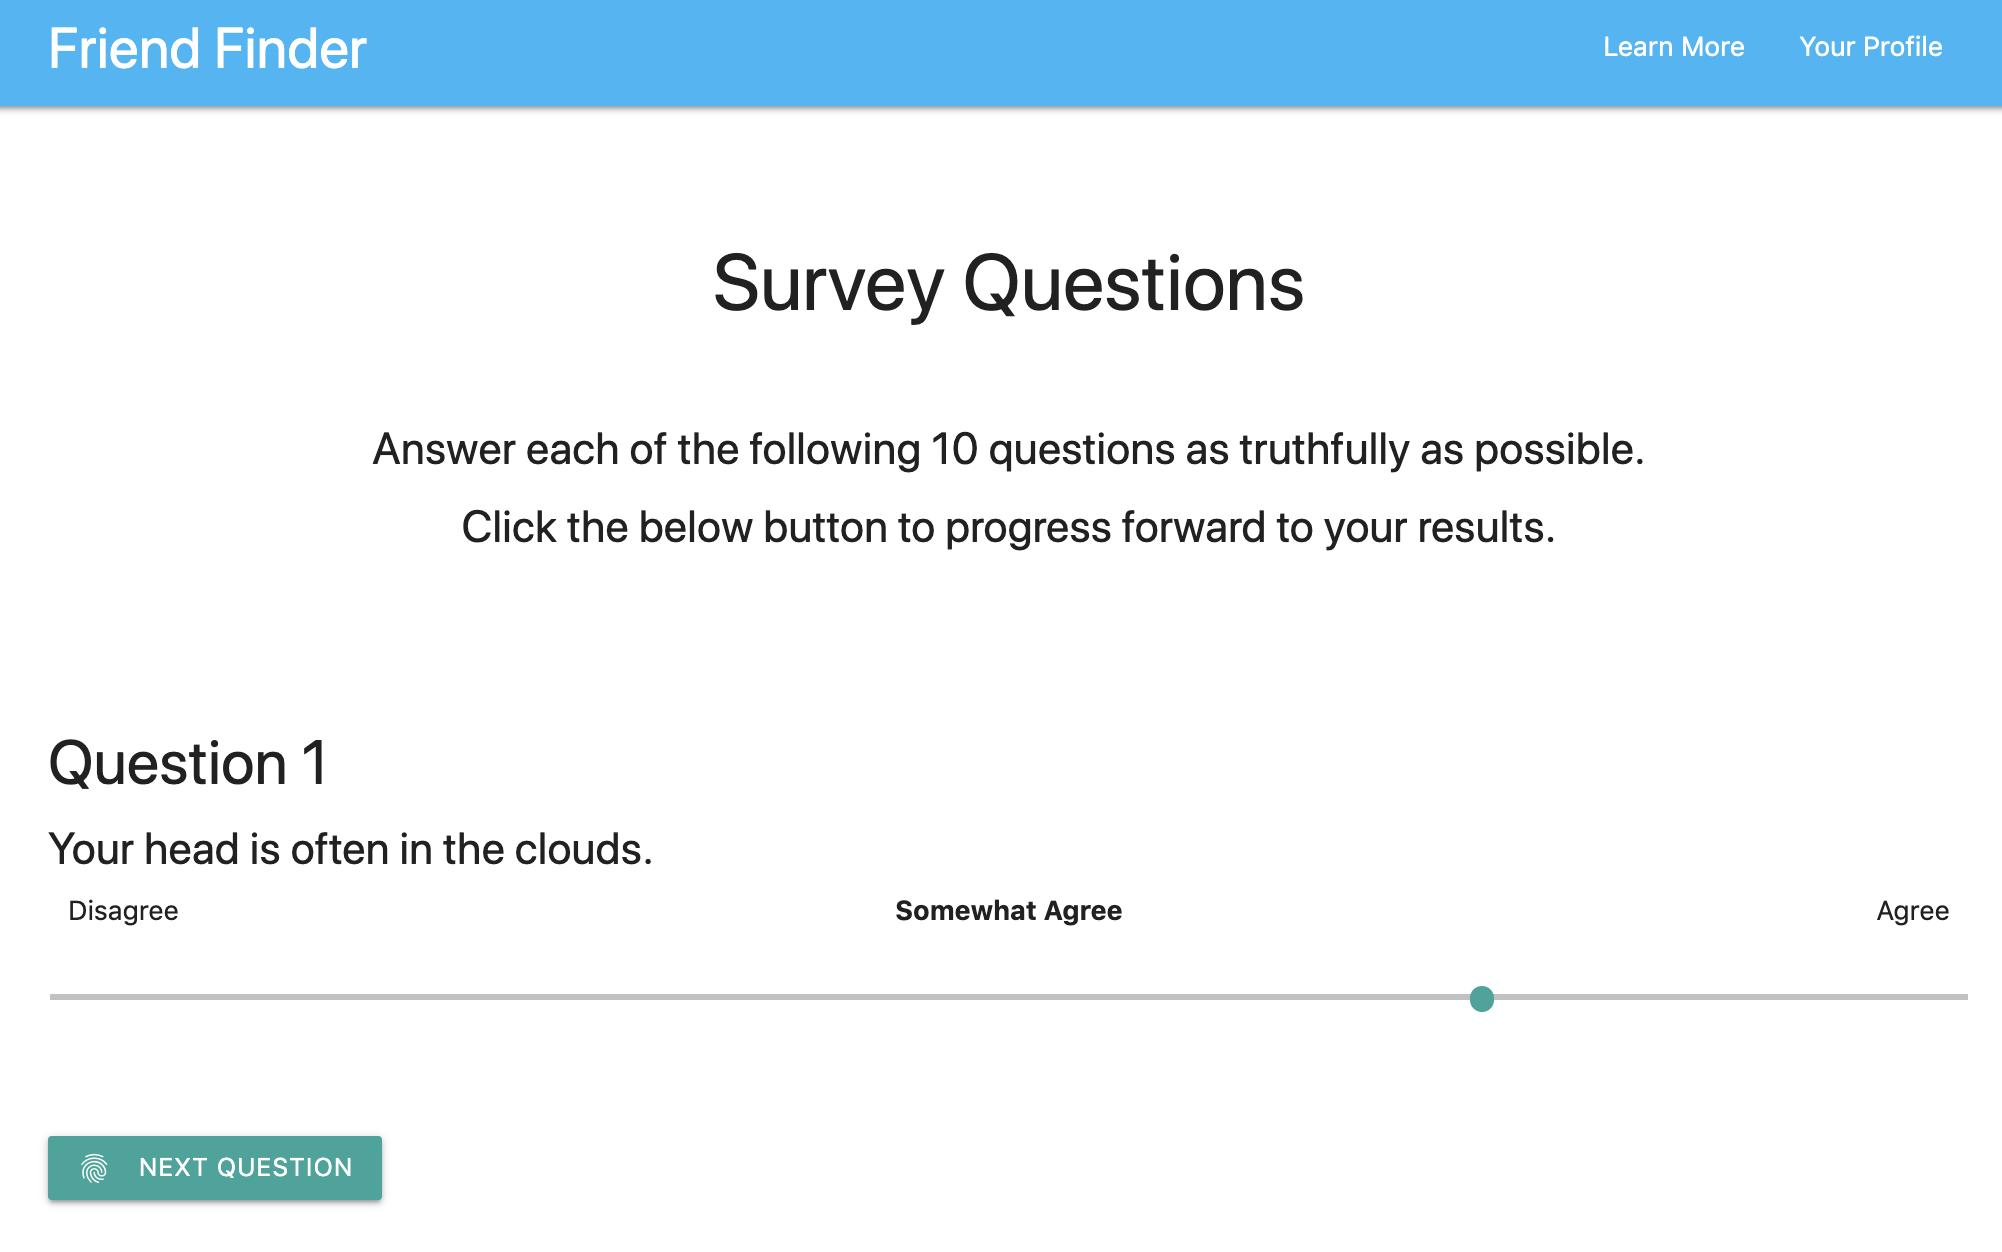 Friend Finder
Learn More
Your Profile
Survey Questions
Answer each of the following 10 questions as truthfully as possible.
Click the below button to progress forward to your results.
Question 1
Your head is often in the clouds.
Disagree
Somewhat Agree
Agree
NEXT QUESTION